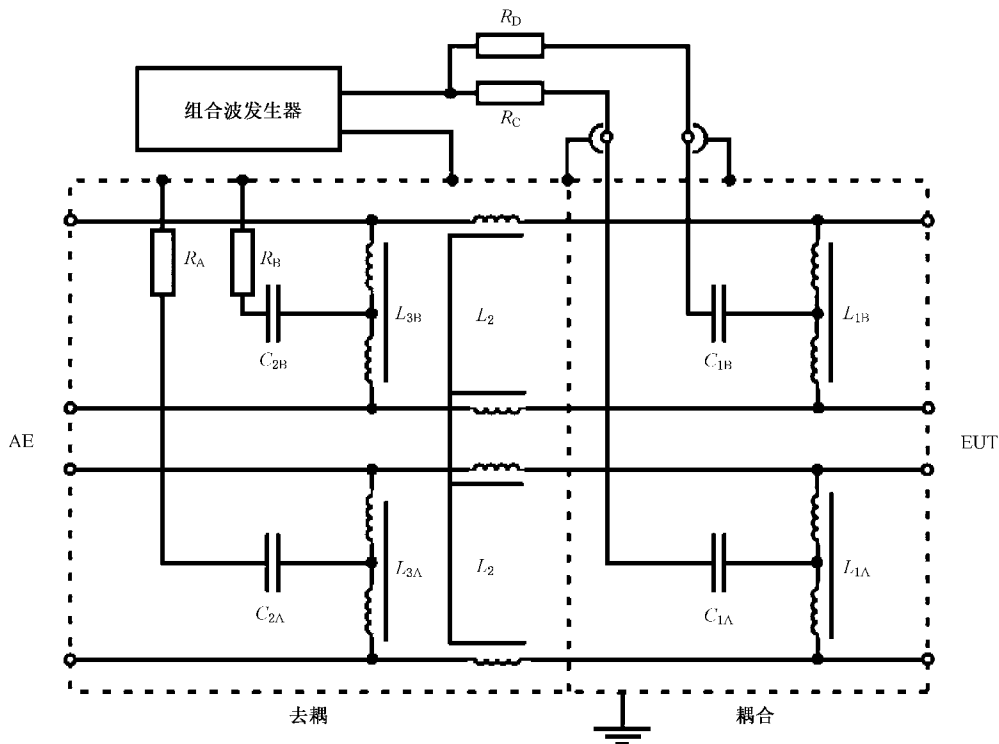 R_D
组合波发生器
R_C
R_A
R_B
L_3B
L_2
L_1B
C_2B
C_1B
AE
EUT
L_3A
L_2
L_1A
C_2A
C_1A
去耦
耦合